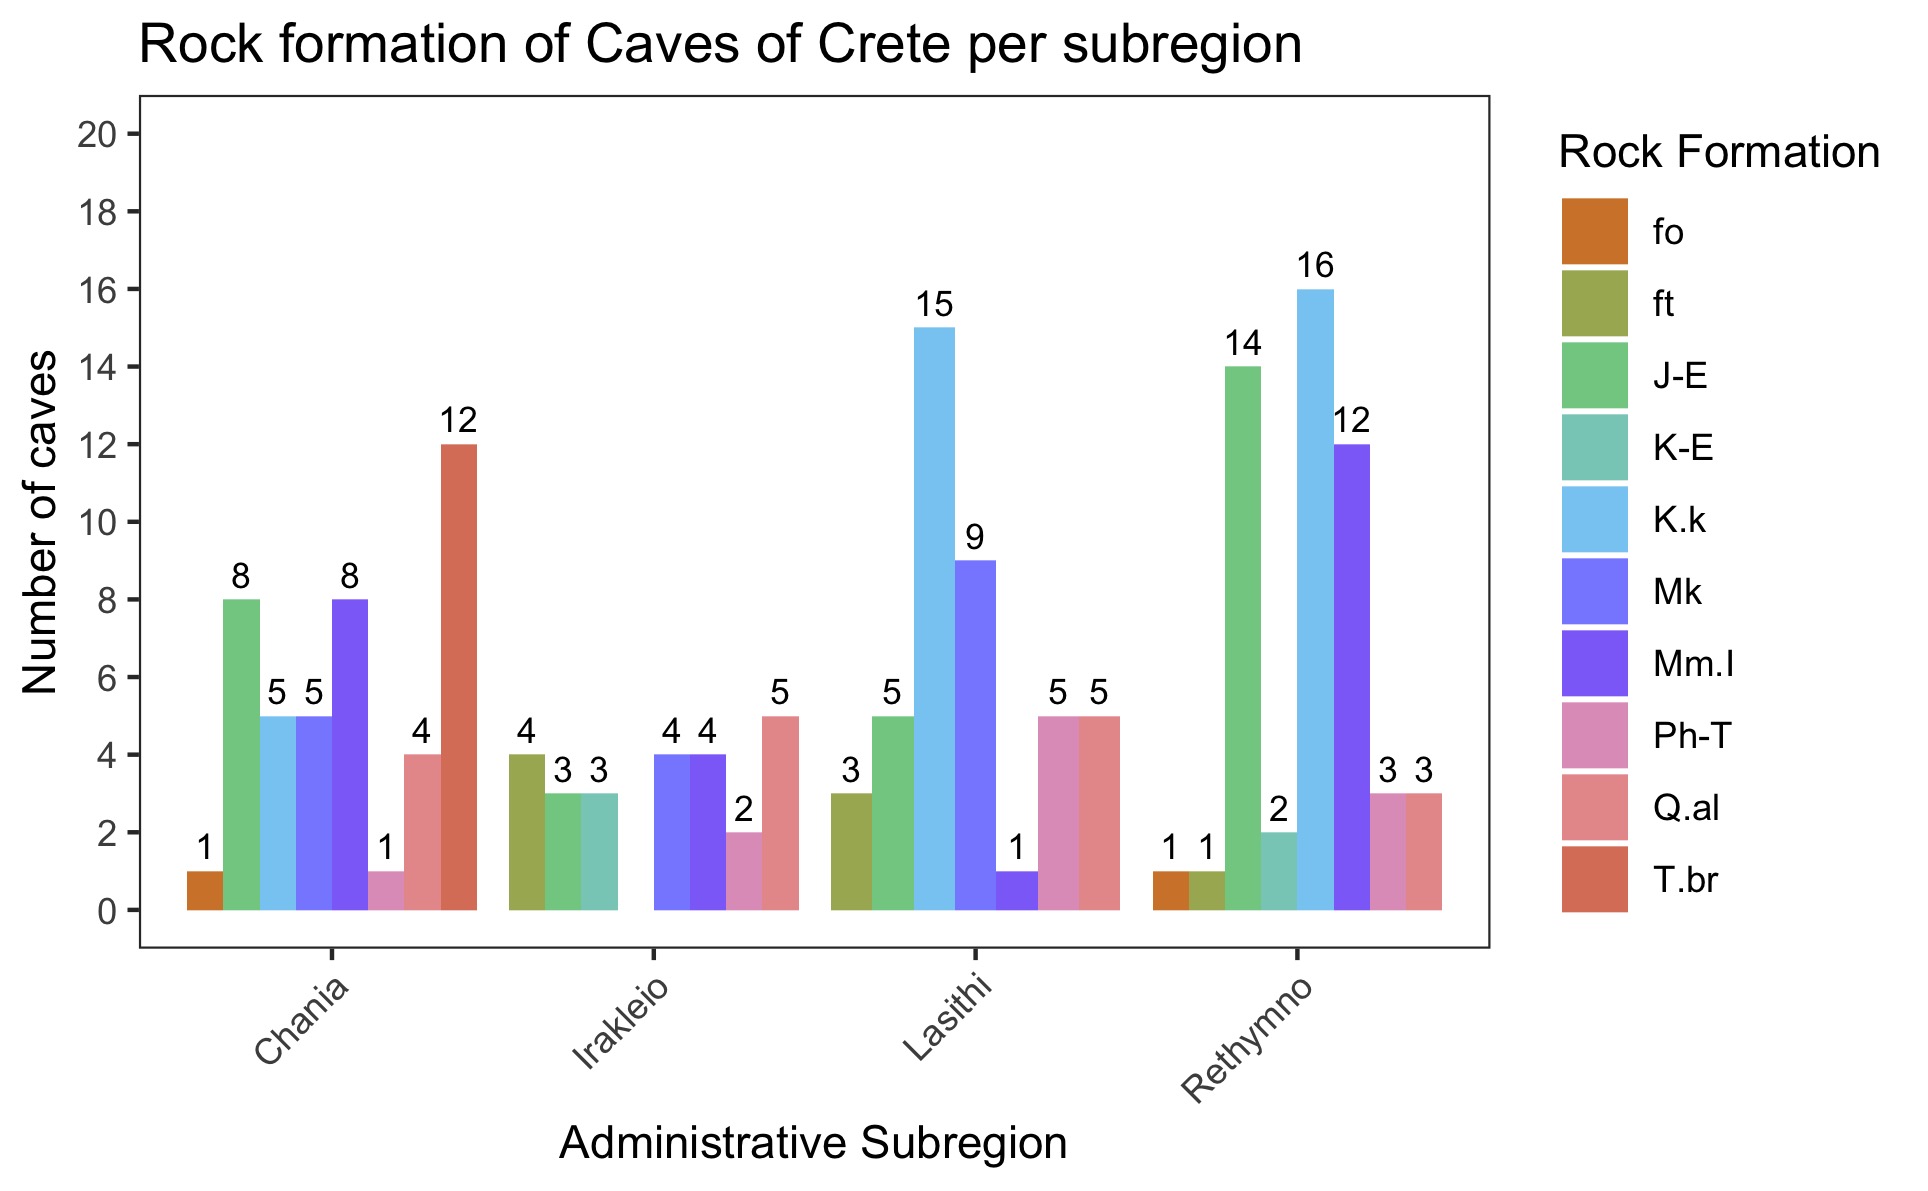 Rock formation of Caves of Crete per subregion
Number of caves
20
18
16
14
12
10
8
6
4
2
0
1
8
5
5
8
1
4
12
4
3
3
4
4
2
5
3
5
15
9
1
5
5
1
1
14
2
16
12
3
3
Chania
Irakleio
Lasithi
Rethymno
Administrative Subregion
Rock Formation
fo
ft
J-E
K-E
K.k
Mk
Mm.I
Ph-T
Q.al
T.br